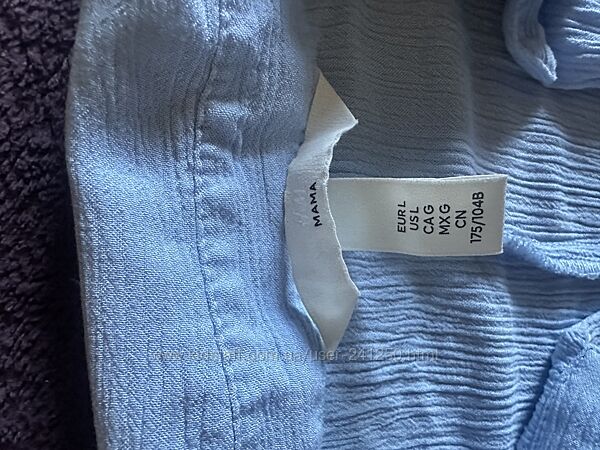 MAMA
EUR L
US L
CA G
MX G
CN
175/104B